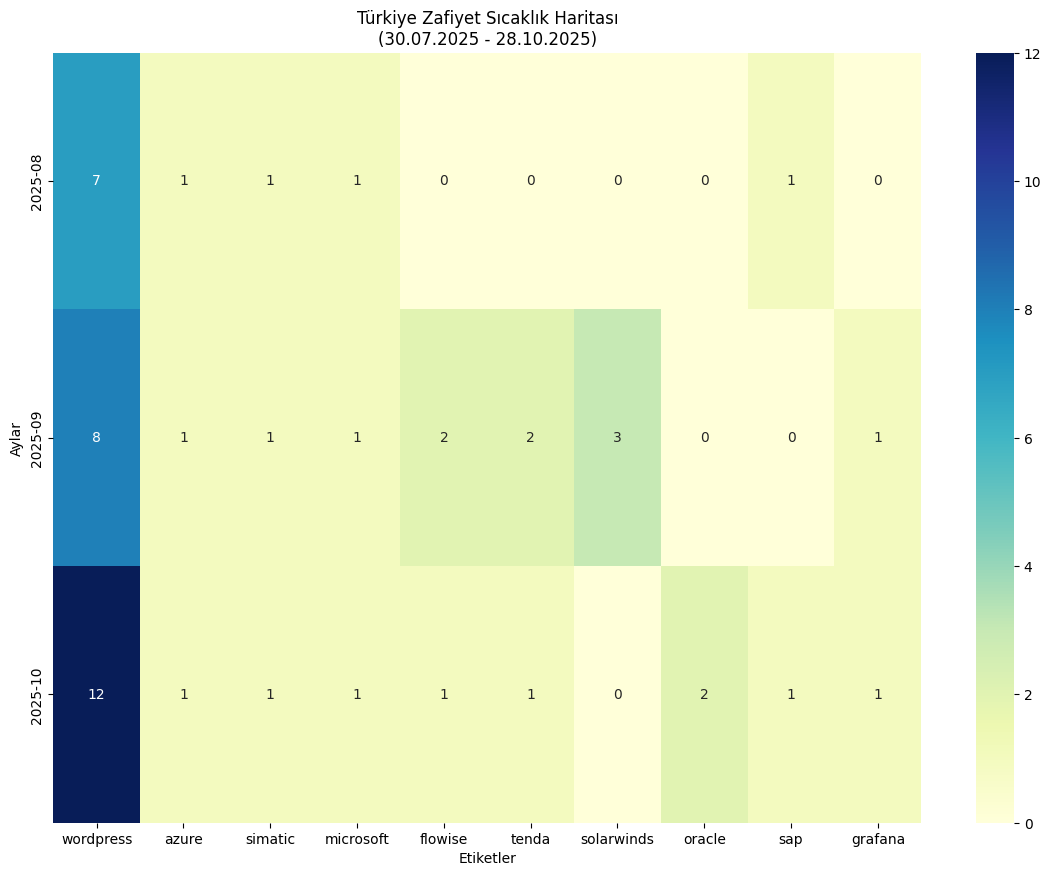 Türkiye Zafiyet Sıcaklık Haritası
(30.07.2025 - 28.10.2025)
Aylar
2025-08
7 1 1 1 0 0 0 0 1 0
2025-09
8 1 1 1 2 2 3 0 0 1
2025-10
12 1 1 1 1 1 0 2 1 1
wordpress azure simatic microsoft flowise tenda solarwinds oracle sap grafana
Etiketler
12
10
8
6
4
2
0